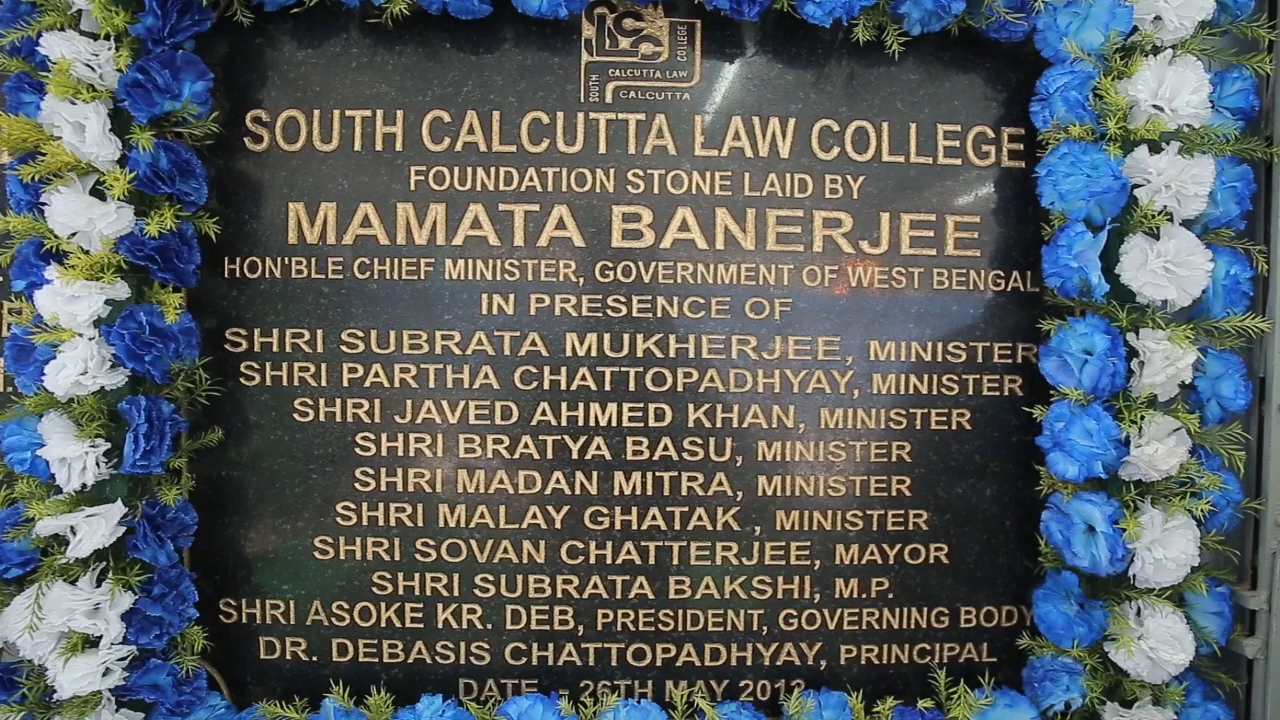 LCC
SOUTH
COLLEGE
CALCUTTA LAW
CALCUTTA
SOUTH CALCUTTA LAW COLLEGE
FOUNDATION STONE LAID BY
MAMATA BANERJEE
HON'BLE CHIEF MINISTER, GOVERNMENT OF WEST BENGAL
IN PRESENCE OF
SHRI SUBRATA MUKHERJEE, MINISTER
SHRI PARTHA CHATTOPADHYAY, MINISTER
SHRI JAVED AHMED KHAN, MINISTER
SHRI BRATYA BASU, MINISTER
SHRI MADAN MITRA, MINISTER
SHRI MALAY GHATAK , MINISTER
SHRI SOVAN CHATTERJEE, MAYOR
SHRI SUBRATA BAKSHI, M.P.
SHRI ASOKE KR. DEB, PRESIDENT, GOVERNING BODY
DR. DEBASIS CHATTOPADHYAY, PRINCIPAL
DATE - 26TH MAY 2012